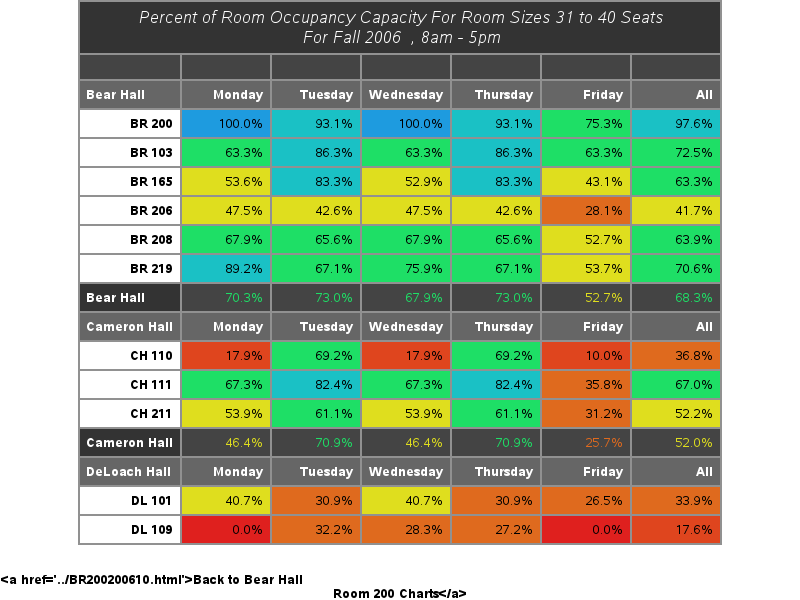 Percent of Room Occupancy Capacity For Room Sizes 31 to 40 Seats
For Fall 2006 , 8am - 5pm
Bear Hall Monday Tuesday Wednesday Thursday Friday All
BR 200 100.0% 93.1% 100.0% 93.1% 75.3% 97.6%
BR 103 63.3% 86.3% 63.3% 86.3% 63.3% 72.5%
BR 165 53.6% 83.3% 52.9% 83.3% 43.1% 63.3%
BR 206 47.5% 42.6% 47.5% 42.6% 28.1% 41.7%
BR 208 67.9% 65.6% 67.9% 65.6% 52.7% 63.9%
BR 219 89.2% 67.1% 75.9% 67.1% 53.7% 70.6%
Bear Hall 70.3% 73.0% 67.9% 73.0% 52.7% 68.3%
Cameron Hall Monday Tuesday Wednesday Thursday Friday All
CH 110 17.9% 69.2% 17.9% 69.2% 10.0% 36.8%
CH 111 67.3% 82.4% 67.3% 82.4% 35.8% 67.0%
CH 211 53.9% 61.1% 53.9% 61.1% 31.2% 52.2%
Cameron Hall 46.4% 70.9% 46.4% 70.9% 25.7% 52.0%
DeLoach Hall Monday Tuesday Wednesday Thursday Friday All
DL 101 40.7% 30.9% 40.7% 30.9% 26.5% 33.9%
DL 109 0.0% 32.2% 28.3% 27.2% 0.0% 17.6%
<a href='../BR200200610.html'>Back to Bear Hall
Room 200 Charts</a>